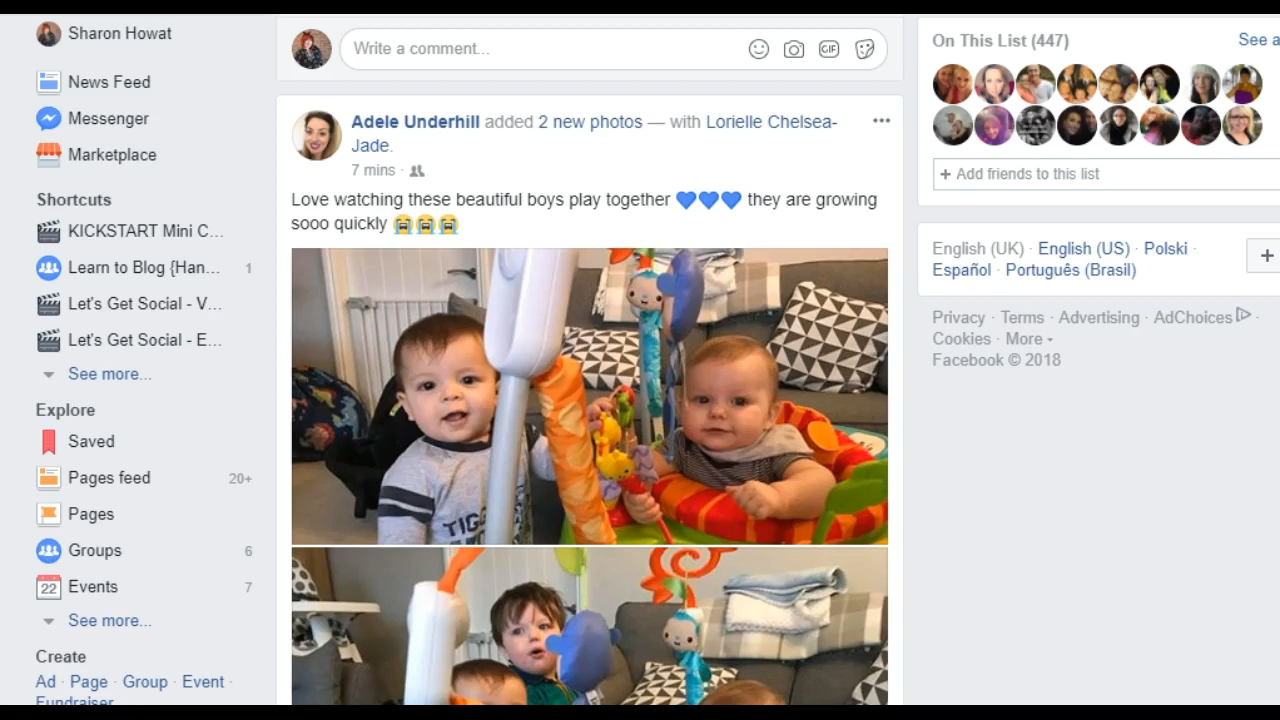 Sharon Howat
News Feed
Messenger
Marketplace
Shortcuts
KICKSTART Mini C...
Learn to Blog {Han... 1
Let's Get Social - V...
Let's Get Social - E...
See more...
Explore
Saved
Pages feed 20+
Pages
Groups 6
22 Events 7
See more...
Create
Ad · Page · Group · Event ·
Fundraiser
Write a comment...
GIF
Adele Underhill added 2 new photos — with Lorielle Chelsea-
Jade.
7 mins ·
Love watching these beautiful boys play together 💙💙💙 they are growing
sooo quickly 😭😭😭
TIG
On This List (447) See a
+ Add friends to this list
English (UK) · English (US) · Polski ·
Español · Português (Brasil)
+
Privacy · Terms · Advertising · AdChoices ·
Cookies · More
Facebook © 2018